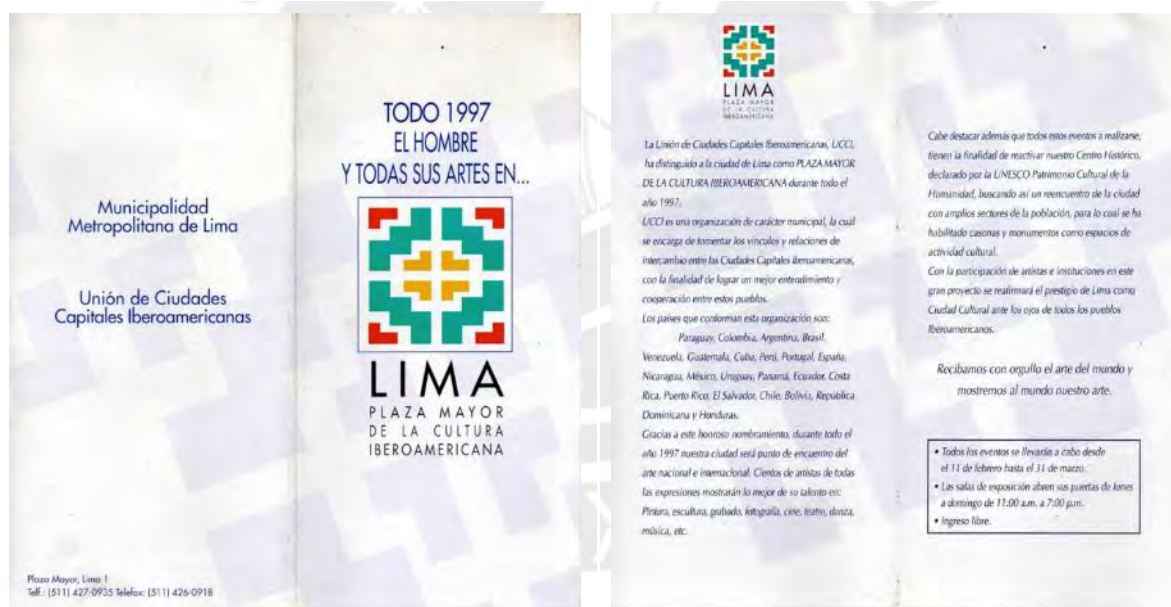 Municipalidad
Metropolitana de Lima
Unión de Ciudades
Capitales Iberoamericanas
Plaza Mayor, Lima 1
Telf.: (511) 427-0935 Telefax: (511) 426-0918
TODO 1997
EL HOMBRE
Y TODAS SUS ARTES EN...
LIMA
PLAZA MAYOR
DE LA CULTURA
IBEROAMERICANA
LIMA
PLAZA MAYOR
DE LA CULTURA
IBEROAMERICANA
La Unión de Ciudades Capitales Iberoamericanas, UCCI,
ha distinguido a la ciudad de Lima como PLAZA MAYOR
DE LA CULTURA IBEROAMERICANA durante todo el
año 1997.
UCCI es una organización de carácter municipal, la cual
se encarga de fomentar los vínculos y relaciones de
intercambio entre las Ciudades Capitales Iberoamericanas,
con la finalidad de lograr un mejor entendimiento y
cooperación entre estos pueblos.
Los países que conforman esta organización son:
Paraguay, Colombia, Argentina, Brasil,
Venezuela, Guatemala, Cuba, Perú, Portugal, España,
Nicaragua, México, Uruguay, Panamá, Ecuador, Costa
Rica, Puerto Rico, El Salvador, Chile, Bolivia, República
Dominicana y Honduras.
Gracias a este honroso nombramiento, durante todo el
año 1997 nuestra ciudad será punto de encuentro del
arte nacional e internacional. Cientos de artistas de todas
las expresiones mostrarán lo mejor de su talento en:
Pintura, escultura, grabado, fotografía, cine, teatro, danza,
música, etc.
Cabe destacar además que todos estos eventos a realizarse,
tienen la finalidad de reactivar nuestro Centro Histórico,
declarado por la UNESCO Patrimonio Cultural de la
Humanidad, buscando así un reencuentro de la ciudad
con amplios sectores de la población, para lo cual se ha
habilitado casonas y monumentos como espacios de
actividad cultural.
Con la participación de artistas e instituciones en este
gran proyecto se reafirmará el prestigio de Lima como
Ciudad Cultural ante los ojos de todos los pueblos
Iberoamericanos.
Recibamos con orgullo el arte del mundo y
mostremos al mundo nuestro arte.
• Todos los eventos se llevarán a cabo desde
el 11 de febrero hasta el 31 de marzo.
• Las salas de exposición abren sus puertas de lunes
a domingo de 11:00 a.m. a 7:00 p.m.
• Ingreso libre.